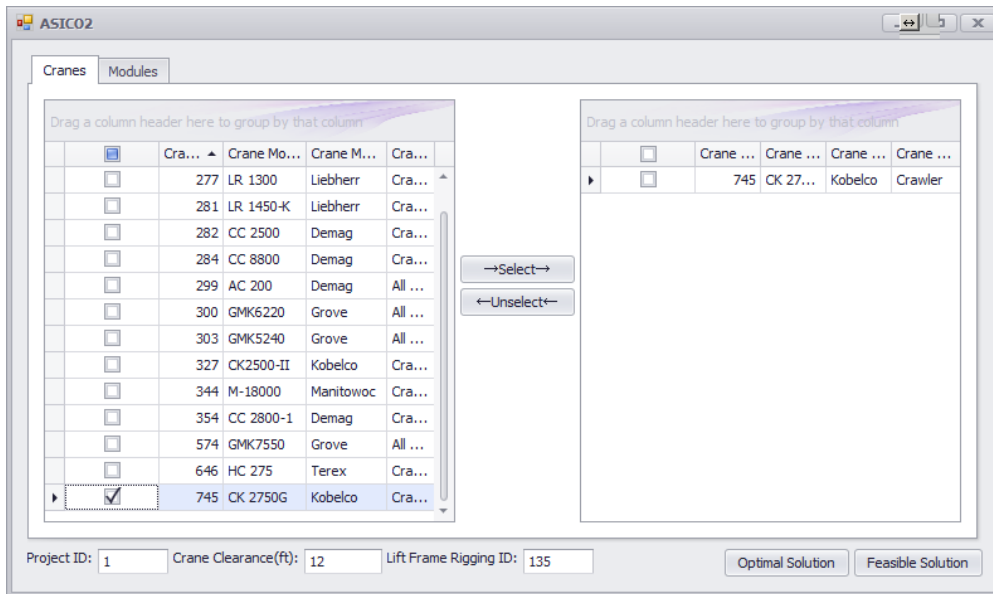 ASICO2
Cranes Modules
Drag a column header here to group by that column
Cra... Crane Mo... Crane M... Cra...
277 LR 1300 Liebherr Cra...
281 LR 1450-K Liebherr Cra...
282 CC 2500 Demag Cra...
284 CC 8800 Demag Cra...
299 AC 200 Demag All ...
300 GMK6220 Grove All ...
303 GMK5240 Grove All ...
327 CK2500-II Kobelco Cra...
344 M-18000 Manitowoc Cra...
354 CC 2800-1 Demag Cra...
574 GMK7550 Grove All ...
646 HC 275 Terex Cra...
745 CK 2750G Kobelco Cra...
→Select→
←Unselect←
Drag a column header here to group by that column
Crane ... Crane ... Crane ... Crane ...
745 CK 27... Kobelco Crawler
Project ID: 1 Crane Clearance(ft): 12 Lift Frame Rigging ID: 135 Optimal Solution Feasible Solution